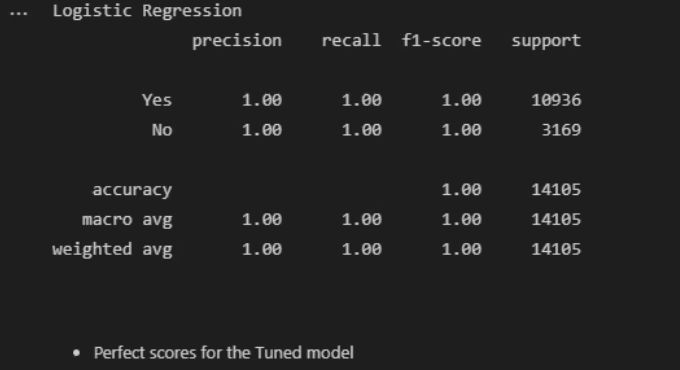 ... Logistic Regression
precision recall f1-score support
Yes 1.00 1.00 1.00 10936
No 1.00 1.00 1.00 3169
accuracy 1.00 14105
macro avg 1.00 1.00 1.00 14105
weighted avg 1.00 1.00 1.00 14105
• Perfect scores for the Tuned model